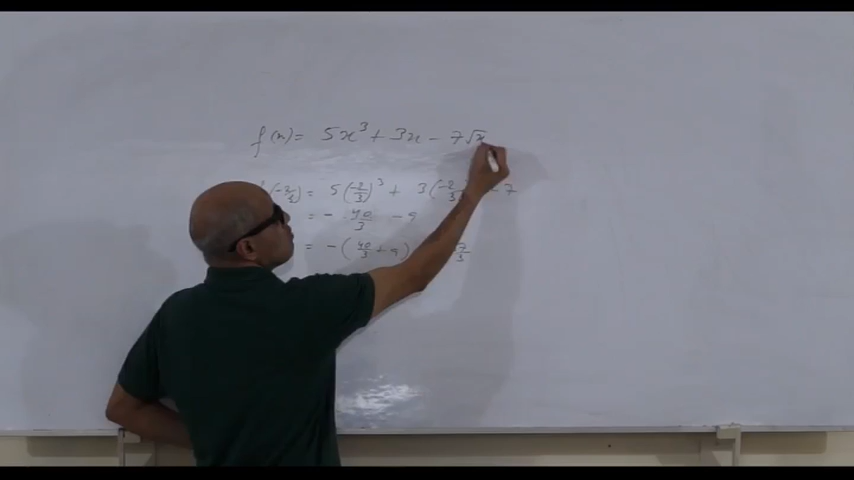 f(x) = 5x³ + 3x - 7√x
(-2/3) = 5(-2/3)³ + 3(-2/3) - 7
= - 40/3 - 9
= -(40/3 + 9) 7/3